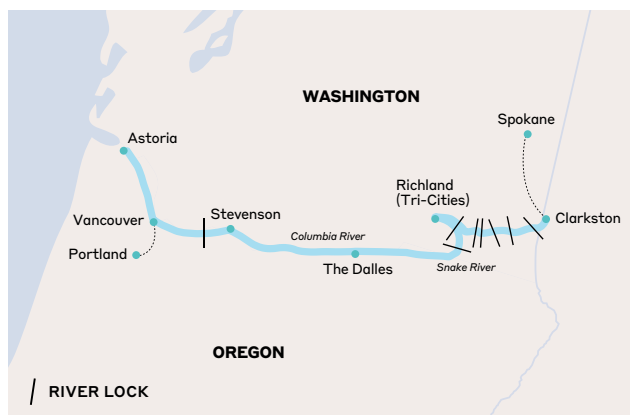 WASHINGTON
Spokane
Astoria
Richland
(Tri-Cities)
Vancouver
Stevenson
Clarkston
Columbia River
Portland
The Dalles
Snake River
OREGON
RIVER LOCK